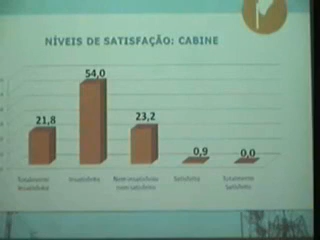 NÍVEIS DE SATISFAÇÃO: CABINE
21,8
54,0
23,2
0,9
0,0
Totalmente Insatisfeito
Insatisfeito
Nem insatisfeito nem satisfeito
Satisfeito
Totalmente Satisfeito